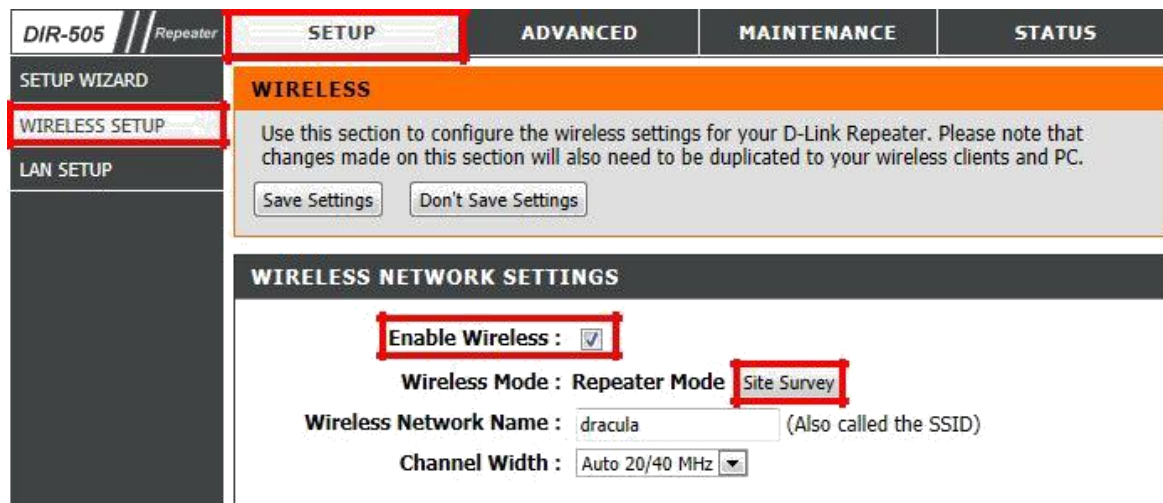 DIR-505 // Repeater SETUP ADVANCED MAINTENANCE STATUS
SETUP WIZARD
WIRELESS SETUP
LAN SETUP
WIRELESS
Use this section to configure the wireless settings for your D-Link Repeater. Please note that
changes made on this section will also need to be duplicated to your wireless clients and PC.
Save Settings Don't Save Settings
WIRELESS NETWORK SETTINGS
Enable Wireless :
Wireless Mode : Repeater Mode Site Survey
Wireless Network Name : dracula (Also called the SSID)
Channel Width : Auto 20/40 MHz